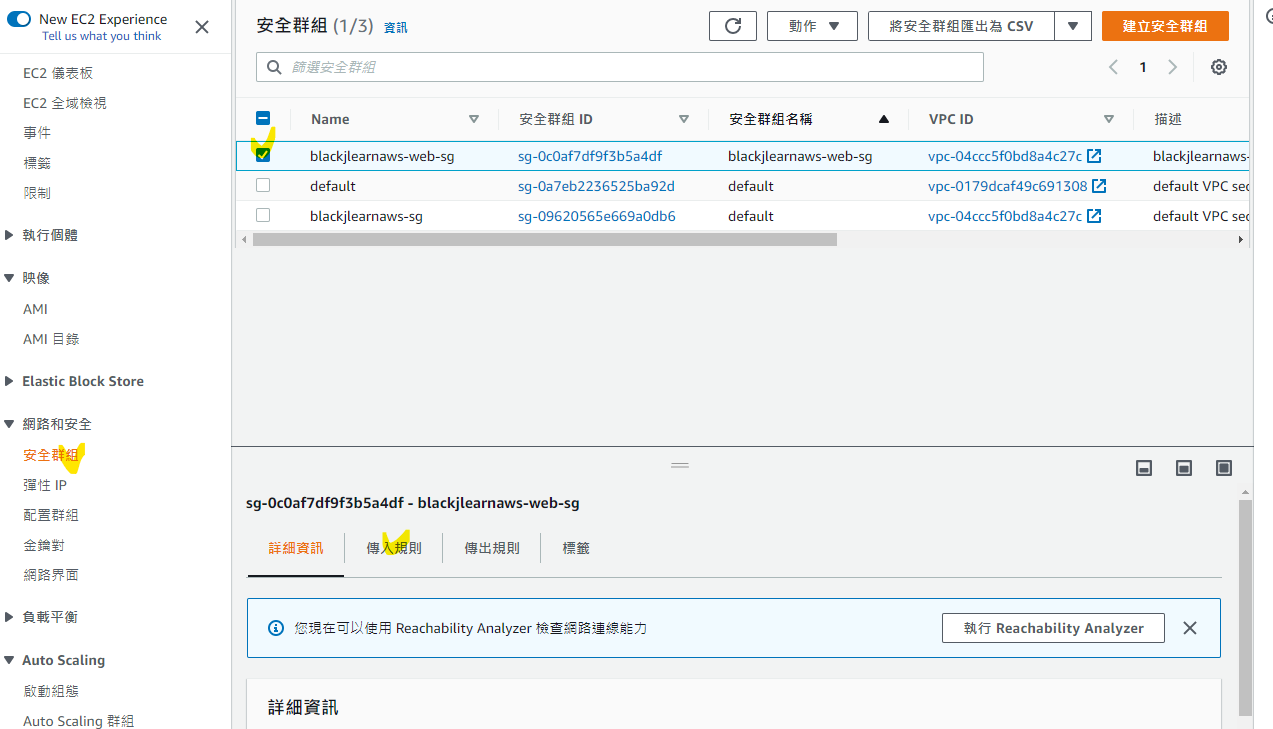 New EC2 Experience
Tell us what you think
EC2 儀表板
EC2 全域檢視
事件
標籤
限制
執行個體
映像
AMI
AMI 目錄
Elastic Block Store
網路和安全
安全群組
彈性 IP
配置群組
金鑰對
網路界面
負載平衡
Auto Scaling
啟動組態
Auto Scaling 群組
安全群組 (1/3) 資訊
動作
將安全群組匯出為 CSV
建立安全群組
篩選安全群組
1
Name 安全群組 ID 安全群組名稱 VPC ID 描述
blackjlearnaws-web-sg sg-0c0af7df9f3b5a4df blackjlearnaws-web-sg vpc-04ccc5f0bd8a4c27c blackjlearnaws-
default sg-0a7eb2236525ba92d default vpc-0179dcaf49c691308 default VPC sec
blackjlearnaws-sg sg-09620565e669a0db6 default vpc-04ccc5f0bd8a4c27c default VPC sec
sg-0c0af7df9f3b5a4df - blackjlearnaws-web-sg
詳細資訊 傳入規則 傳出規則 標籤
您現在可以使用 Reachability Analyzer 檢查網路連線能力
執行 Reachability Analyzer
詳細資訊